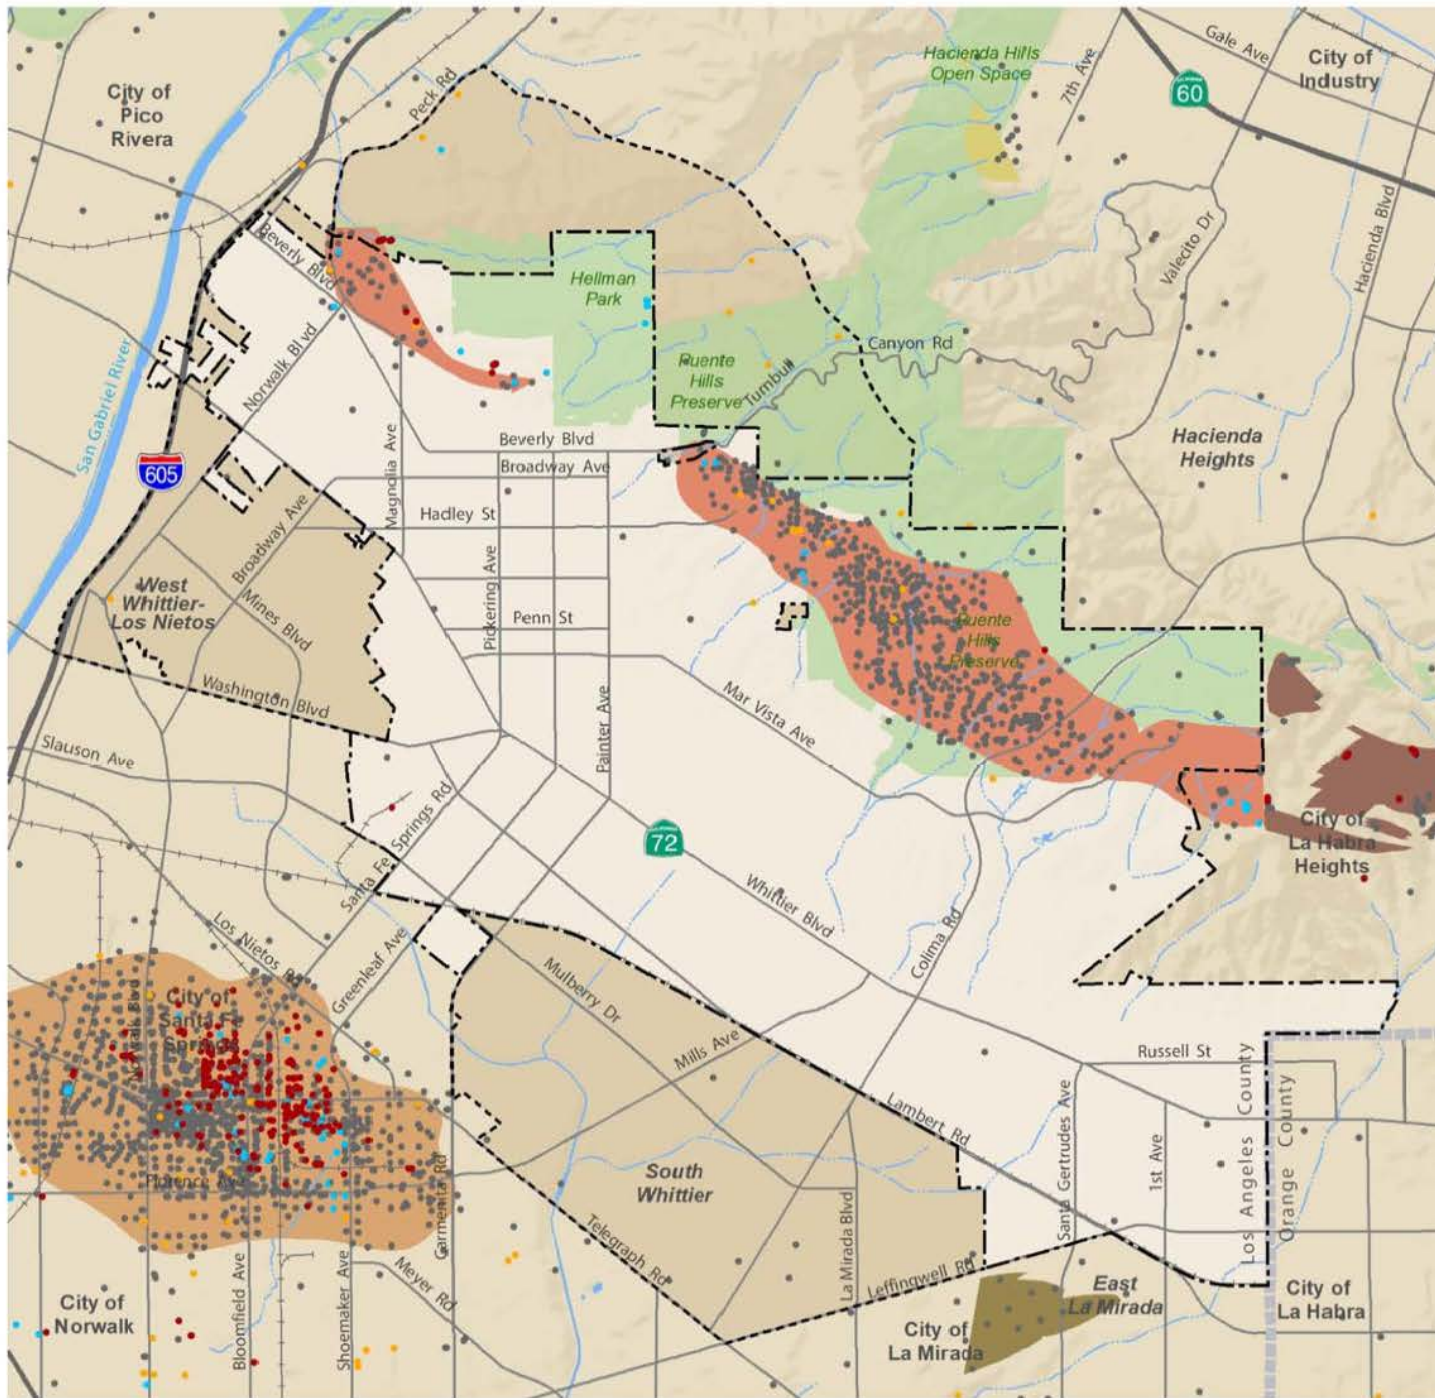 Hacienda Hills
Open Space
7th Ave
Gale Ave
City of
Industry
CALIFORNIA
60
City of
Pico
Rivera
Peck Rd
Hacienda Blvd
Valecito Dr
Beverly Blvd
Hellman
Park
San Gabriel River
Norwalk Bl vd
Canyon Rd
Turnbull
Puente
Hills
Preserve
Hacienda
Heights
605
Magnolia Ave
Beverly Blvd
Broadway Ave
Hadley St
Broadway Ave
Pickering Ave
West
Whittier-
Los Nietos
Mines Blvd
Penn St
Puente
Hills
Preserve
Washington Blvd
Painter Ave
Mar Vista Ave
Slauson Ave
Santa Fe Springs Rd
72
City of
La Habra
Heights
Whittier Blvd
Colima Rd
Los Nietos Rd
Greenleaf Ave
Mulberry Dr
Norwalk Blvd
City of
Santa Fe
Springs
Mills Ave
Russell St
Los Angeles County
Orange County
Lambert Rd
Santa Gertrudes Ave
1st Ave
South
Whittier
Florence Ave
Carmenita Rd
La Mirada Blvd
Telegraph Rd
Leffingwell Rd
Meyer Rd
Bloomfield Ave
Shoemaker Ave
City of
Norwalk
East
La Mirada
City of
La Habra
City of
La Mirada